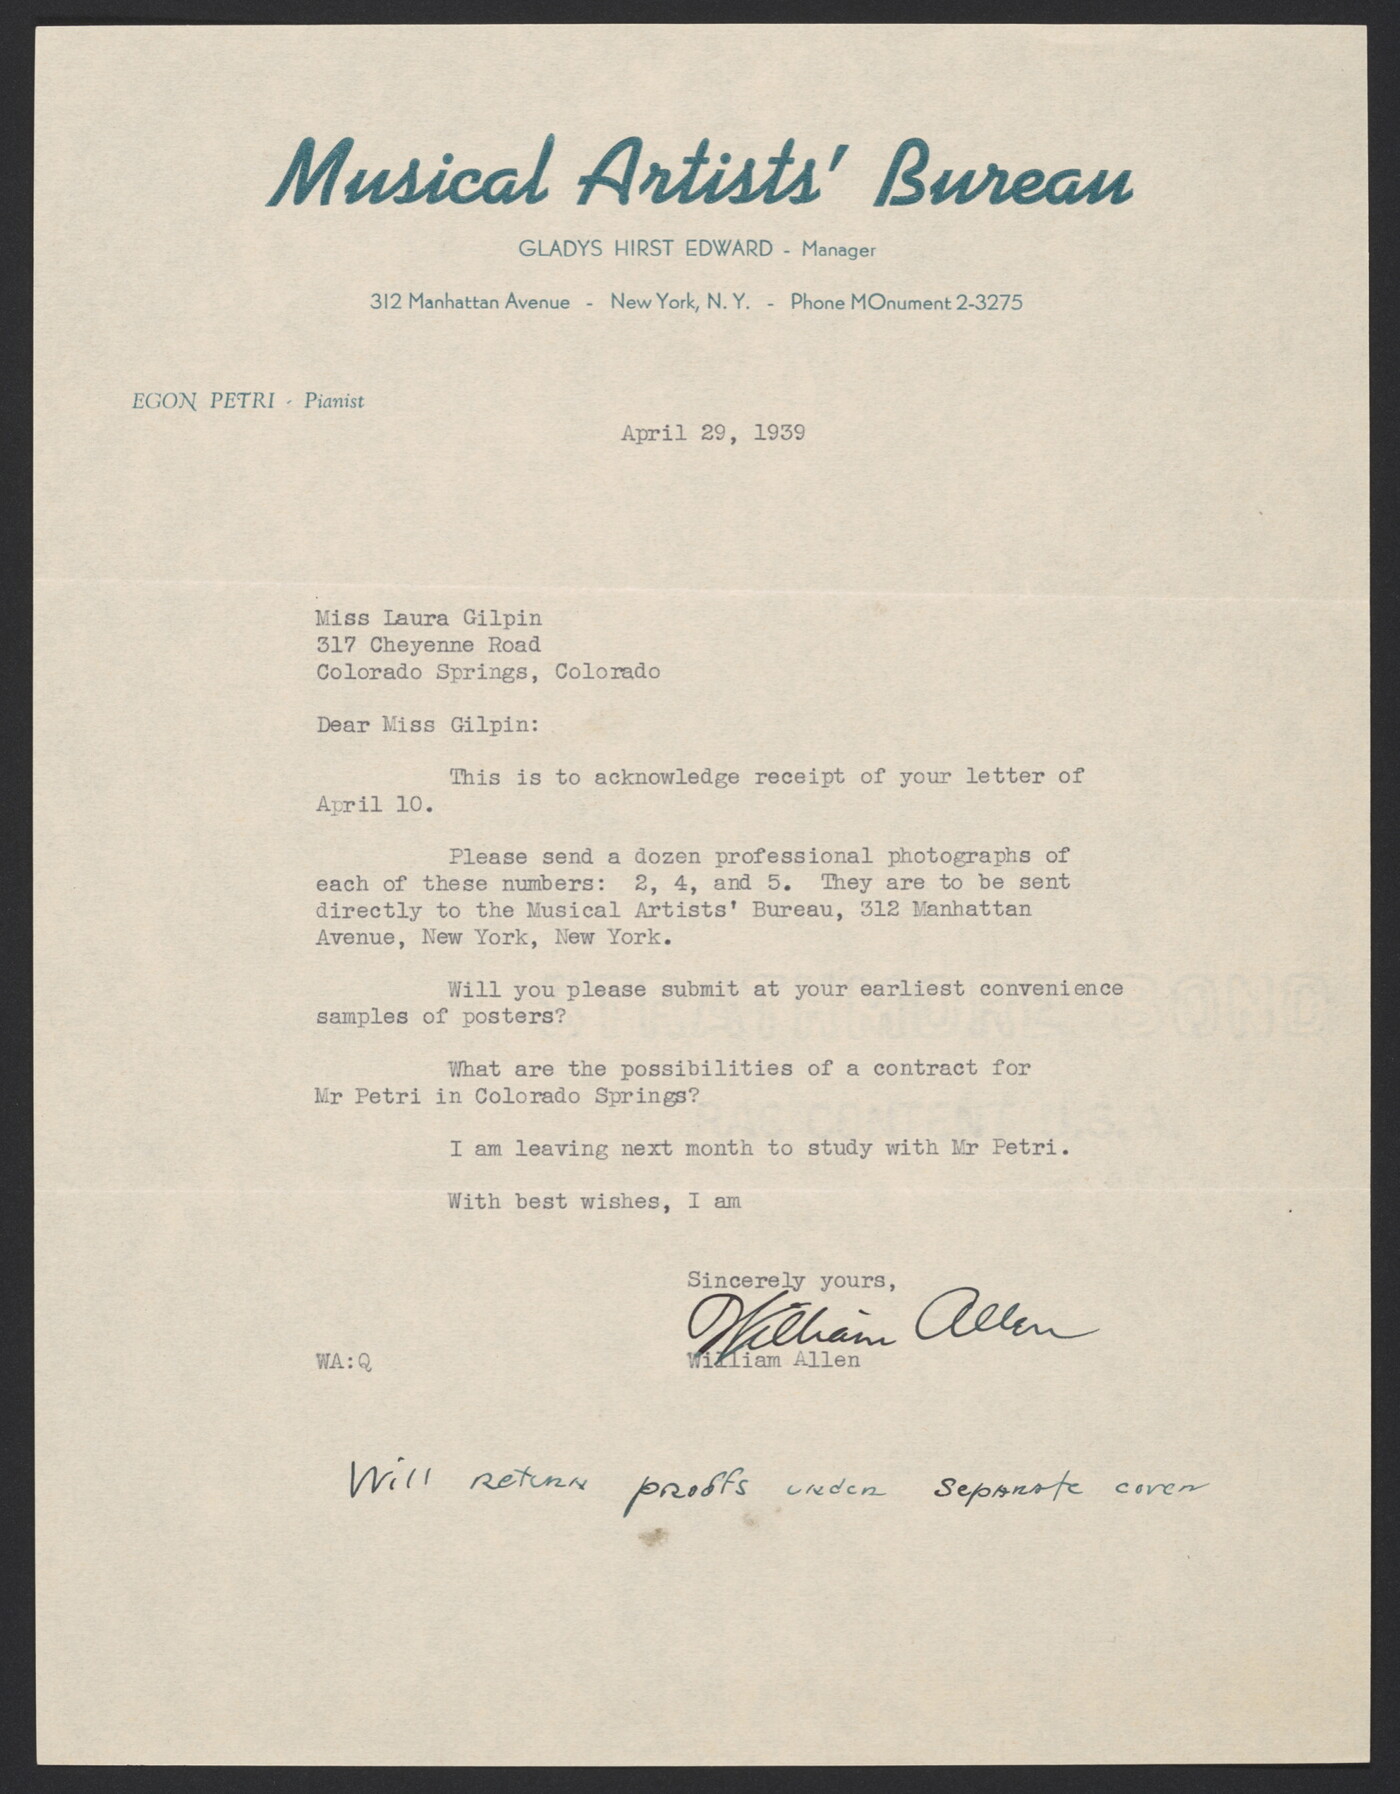 Musical Artists' Bureau
GLADYS HIRST EDWARD - Manager
312 Manhattan Avenue - New York, N. Y. - Phone MOnument 2-3275
EGON PETRI - Pianist
April 29, 1939
Miss Laura Gilpin
317 Cheyenne Road
Colorado Springs, Colorado
Dear Miss Gilpin:
This is to acknowledge receipt of your letter of
April 10.
Please send a dozen professional photographs of
each of these numbers: 2, 4, and 5. They are to be sent
directly to the Musical Artists' Bureau, 312 Manhattan
Avenue, New York, New York.
Will you please submit at your earliest convenience
samples of posters?
What are the possibilities of a contract for
Mr Petri in Colorado Springs?
I am leaving next month to study with Mr Petri.
With best wishes, I am
Sincerely yours,
William Allen
WA:Q William Allen
Will return proofs under separate cover